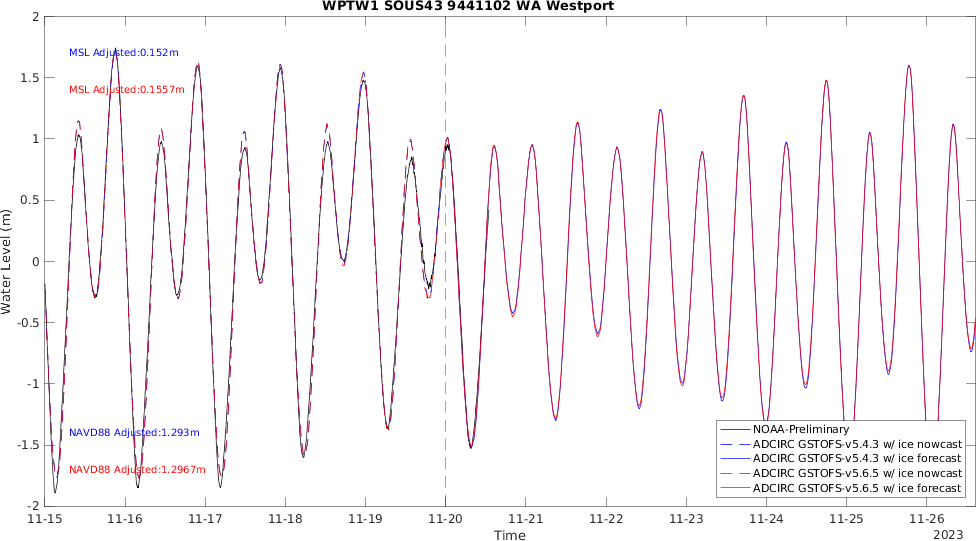 WPTW1 SOUS43 9441102 WA Westport
MSL Adjusted:0.152m
MSL Adjusted:0.1557m
NAVD88 Adjusted:1.293m
NAVD88 Adjusted:1.2967m
Water Level (m)
2
1.5
1
0.5
0
-0.5
-1
-1.5
-2
NOAA-Preliminary
ADCIRC GSTOFS-v5.4.3 w/ ice nowcast
ADCIRC GSTOFS-v5.4.3 w/ ice forecast
ADCIRC GSTOFS-v5.6.5 w/ ice nowcast
ADCIRC GSTOFS-v5.6.5 w/ ice forecast
11-15 11-16 11-17 11-18 11-19 11-20 11-21 11-22 11-23 11-24 11-25 11-26
Time
2023